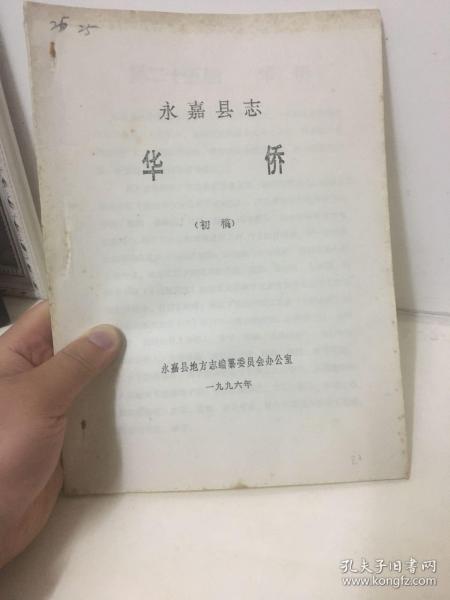 25 25
永嘉县志
华侨
（初稿）
永嘉县地方志编纂委员会办公室
一九九六年
孔夫子旧书网
www.kongfz.com